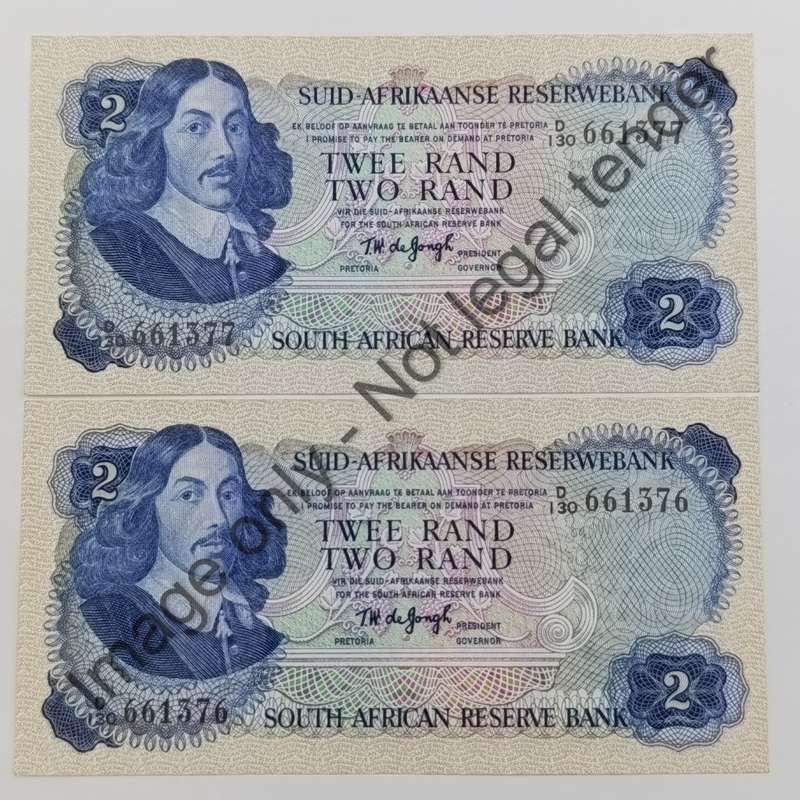 2
SUID-AFRIKAANSE RESERWEBANK
EK BELOOF OP AANVRAAG TE BETAAL AAN TOONDER TE PRETORIA
I PROMISE TO PAY THE BEARER ON DEMAND AT PRETORIA
D/130 661377
TWEE RAND
TWO RAND
VIR DIE SUID-AFRIKAANSE RESERWEBANK
FOR THE SOUTH AFRICAN RESERVE BANK
T.W. de Jongh
PRESIDENT
PRETORIA GOVERNOR
2
D/130 661377
SOUTH AFRICAN RESERVE BANK
2
SUID-AFRIKAANSE RESERWEBANK
EK BELOOF OP AANVRAAG TE BETAAL AAN TOONDER TE PRETORIA
I PROMISE TO PAY THE BEARER ON DEMAND AT PRETORIA
D/130 661376
TWEE RAND
TWO RAND
VIR DIE SUID-AFRIKAANSE RESERWEBANK
FOR THE SOUTH AFRICAN RESERVE BANK
T.W. de Jongh
PRESIDENT
PRETORIA GOVERNOR
2
D/130 661376
SOUTH AFRICAN RESERVE BANK
Image only - Not legal tender